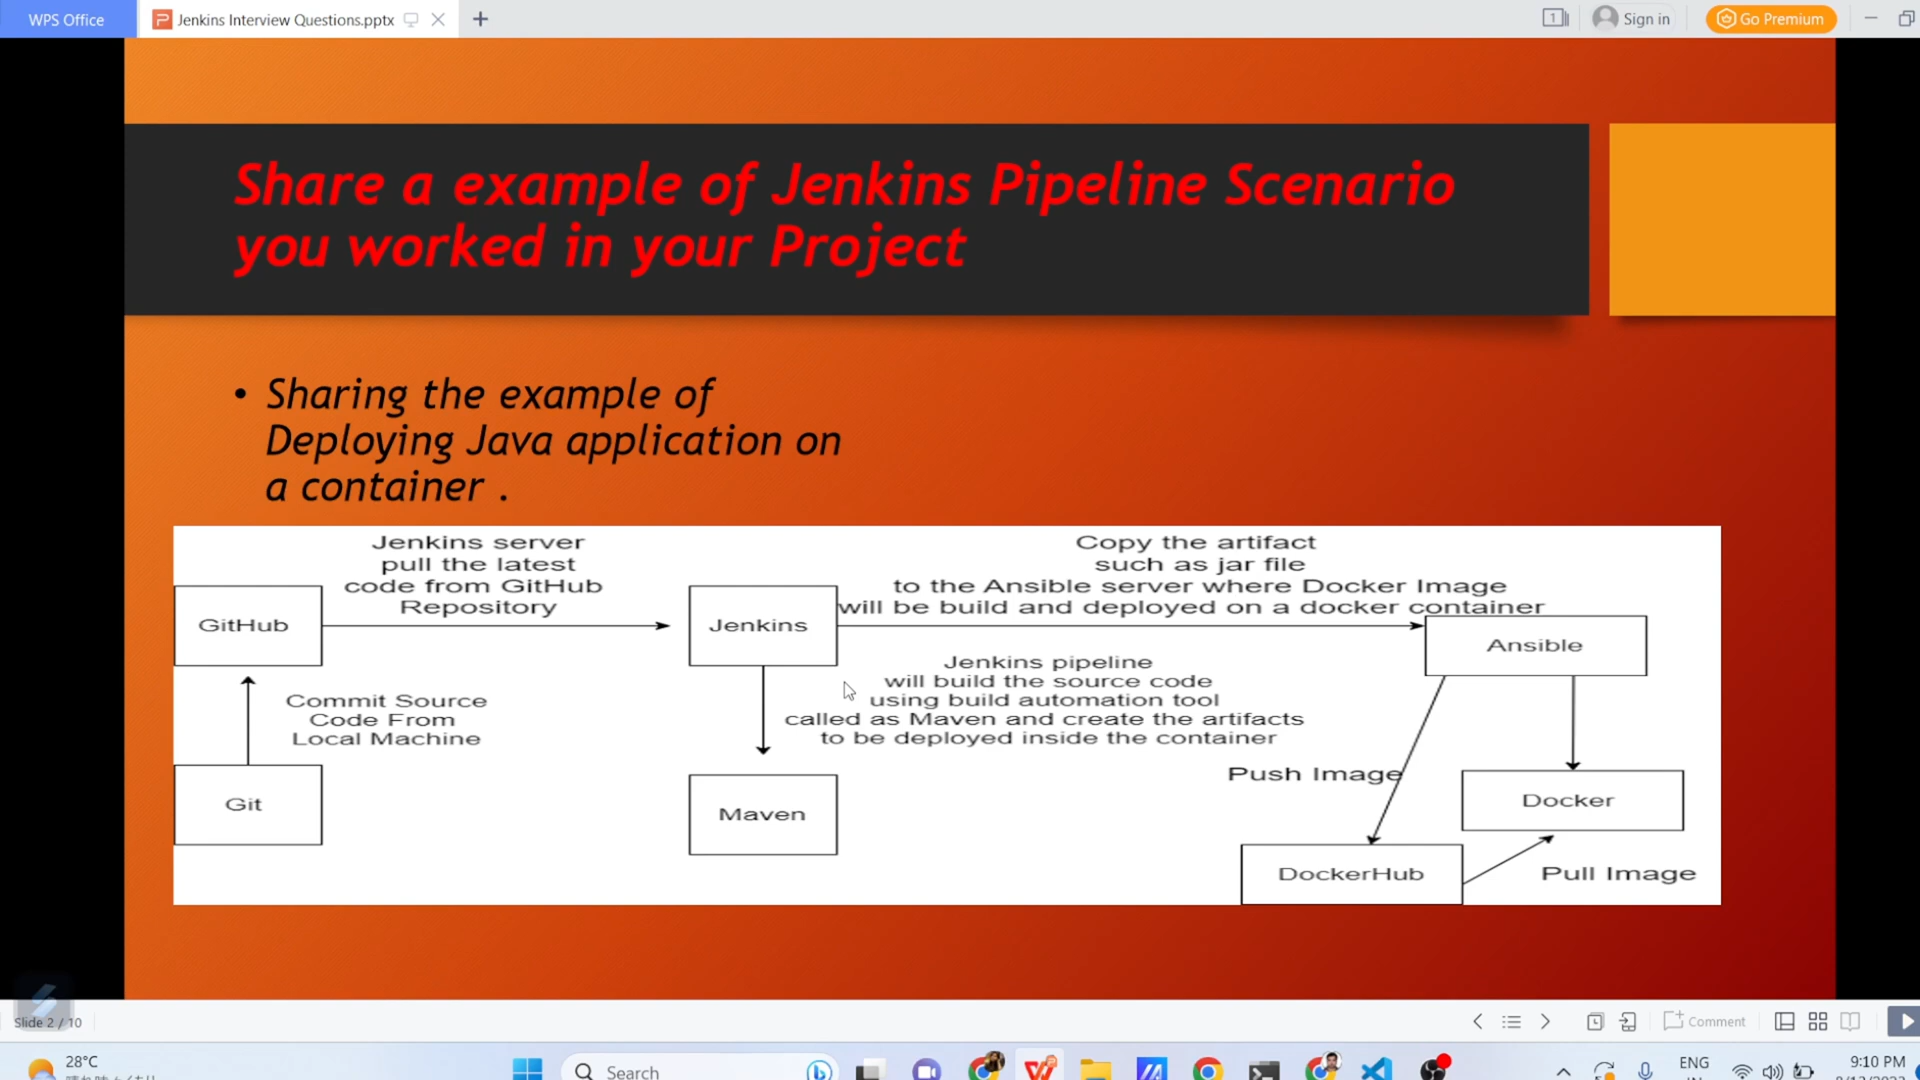 WPS Office
Jenkins Interview Questions.pptx
Sign in
Go Premium
Share a example of Jenkins Pipeline Scenario
you worked in your Project
• Sharing the example of
Deploying Java application on
a container .
Jenkins server
pull the latest
code from GitHub
Repository
Copy the artifact
such as jar file
to the Ansible server where Docker Image
will be build and deployed on a docker container
GitHub
Jenkins
Ansible
Jenkins pipeline
will build the source code
using build automation tool
called as Maven and create the artifacts
to be deployed inside the container
Commit Source
Code From
Local Machine
Push Image
Git
Maven
Docker
DockerHub
Pull Image
Slide 2 / 10
Comment
28°C
Search
ENG
9:10 PM